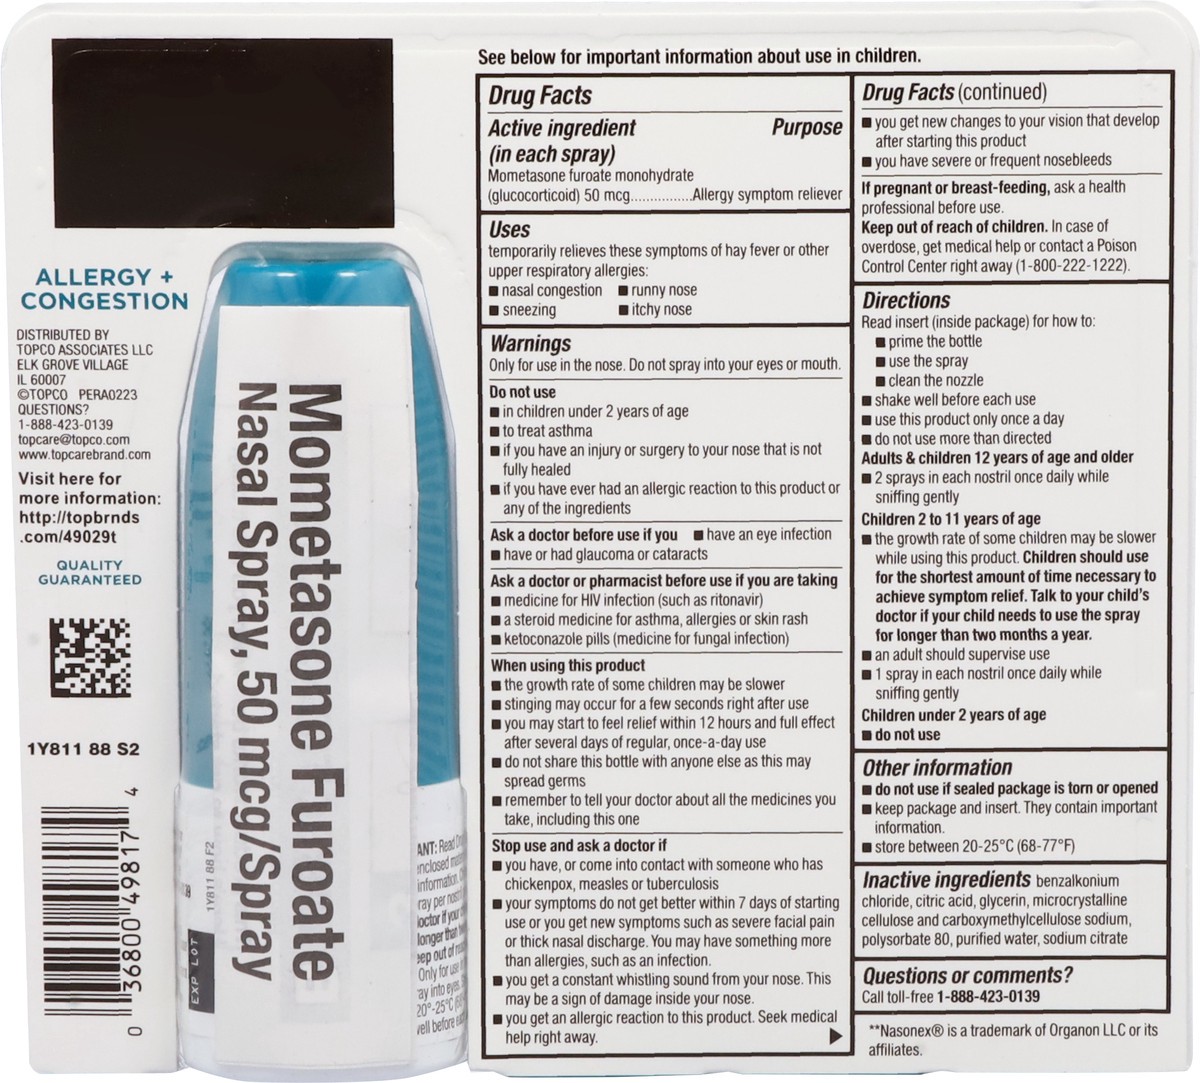 See below for important information about use in children.
Drug Facts
Active ingredient Purpose
(in each spray)
Mometasone furoate monohydrate
(glucocorticoid) 50 mcg................Allergy symptom reliever
Uses
temporarily relieves these symptoms of hay fever or other
upper respiratory allergies:
■ nasal congestion ■ runny nose
■ sneezing ■ itchy nose
Warnings
Only for use in the nose. Do not spray into your eyes or mouth.
Do not use
■ in children under 2 years of age
■ to treat asthma
■ if you have an injury or surgery to your nose that is not
fully healed
■ if you have ever had an allergic reaction to this product or
any of the ingredients
Ask a doctor before use if you ■ have an eye infection
■ have or had glaucoma or cataracts
Ask a doctor or pharmacist before use if you are taking
■ medicine for HIV infection (such as ritonavir)
■ a steroid medicine for asthma, allergies or skin rash
■ ketoconazole pills (medicine for fungal infection)
When using this product
■ the growth rate of some children may be slower
■ stinging may occur for a few seconds right after use
■ you may start to feel relief within 12 hours and full effect
after several days of regular, once-a-day use
■ do not share this bottle with anyone else as this may
spread germs
■ remember to tell your doctor about all the medicines you
take, including this one
Stop use and ask a doctor if
■ you have, or come into contact with someone who has
chickenpox, measles or tuberculosis
■ your symptoms do not get better within 7 days of starting
use or you get new symptoms such as severe facial pain
or thick nasal discharge. You may have something more
than allergies, such as an infection.
■ you get a constant whistling sound from your nose. This
may be a sign of damage inside your nose.
■ you get an allergic reaction to this product. Seek medical
help right away.
Drug Facts (continued)
■ you get new changes to your vision that develop
after starting this product
■ you have severe or frequent nosebleeds
If pregnant or breast-feeding, ask a health
professional before use.
Keep out of reach of children. In case of
overdose, get medical help or contact a Poison
Control Center right away (1-800-222-1222).
Directions
Read insert (inside package) for how to:
■ prime the bottle
■ use the spray
■ clean the nozzle
■ shake well before each use
■ use this product only once a day
■ do not use more than directed
Adults & children 12 years of age and older
■ 2 sprays in each nostril once daily while
sniffing gently
Children 2 to 11 years of age
■ the growth rate of some children may be slower
while using this product. Children should use
for the shortest amount of time necessary to
achieve symptom relief. Talk to your child's
doctor if your child needs to use the spray
for longer than two months a year.
■ an adult should supervise use
■ 1 spray in each nostril once daily while
sniffing gently
Children under 2 years of age
■ do not use
Other information
■ do not use if sealed package is torn or opened
■ keep package and insert. They contain important
information.
■ store between 20-25°C (68-77°F)
Inactive ingredients benzalkonium
chloride, citric acid, glycerin, microcrystalline
cellulose and carboxymethylcellulose sodium,
polysorbate 80, purified water, sodium citrate
Questions or comments?
Call toll-free 1-888-423-0139
**Nasonex® is a trademark of Organon LLC or its
affiliates.
ALLERGY +
CONGESTION
DISTRIBUTED BY
TOPCO ASSOCIATES LLC
ELK GROVE VILLAGE
IL 60007
©TOPCO PERA0223
QUESTIONS?
1-888-423-0139
topcare@topco.com
www.topcarebrand.com
Visit here for
more information:
http://topbrnds
.com/49029t
QUALITY
GUARANTEED
1Y811 88 S2
0 36800 49817 4
Mometasone Furoate
Nasal Spray, 50 mcg/Spray
1Y811 88 F2
EXP LOT
ANT: Read
enclosed
information.
ray per
longer than
Only for use
ray into eyes.
20°-25°C
well before